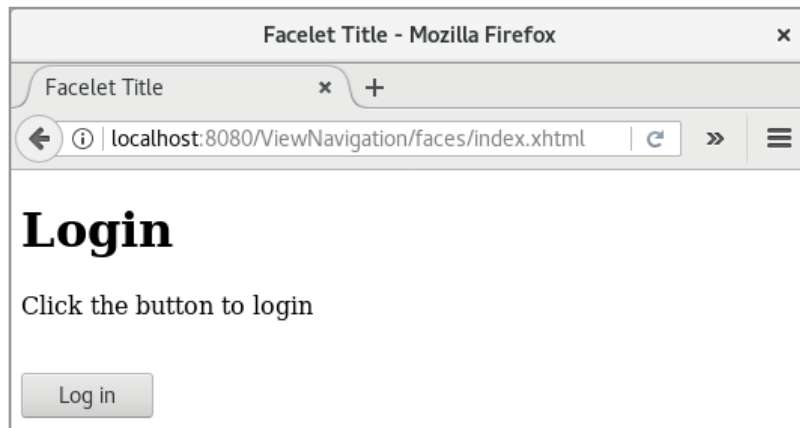 Facelet Title - Mozilla Firefox
Facelet Title
localhost:8080/ViewNavigation/faces/index.xhtml
Login
Click the button to login
Log in